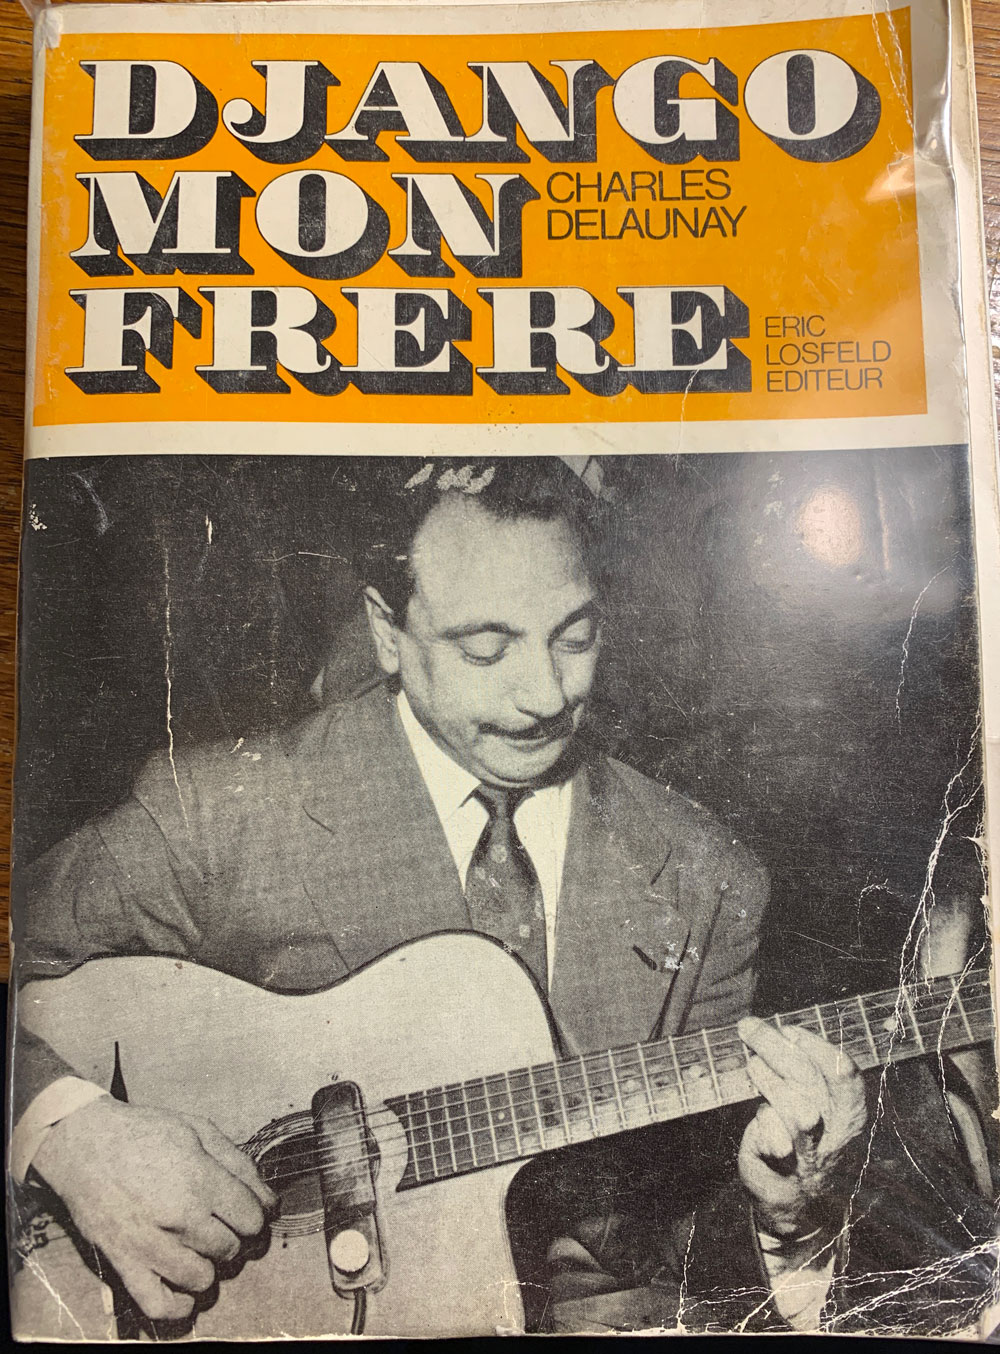 DJANGO
MON
CHARLES
DELAUNAY
FRERE
ERIC
LOSFELD
EDITEUR